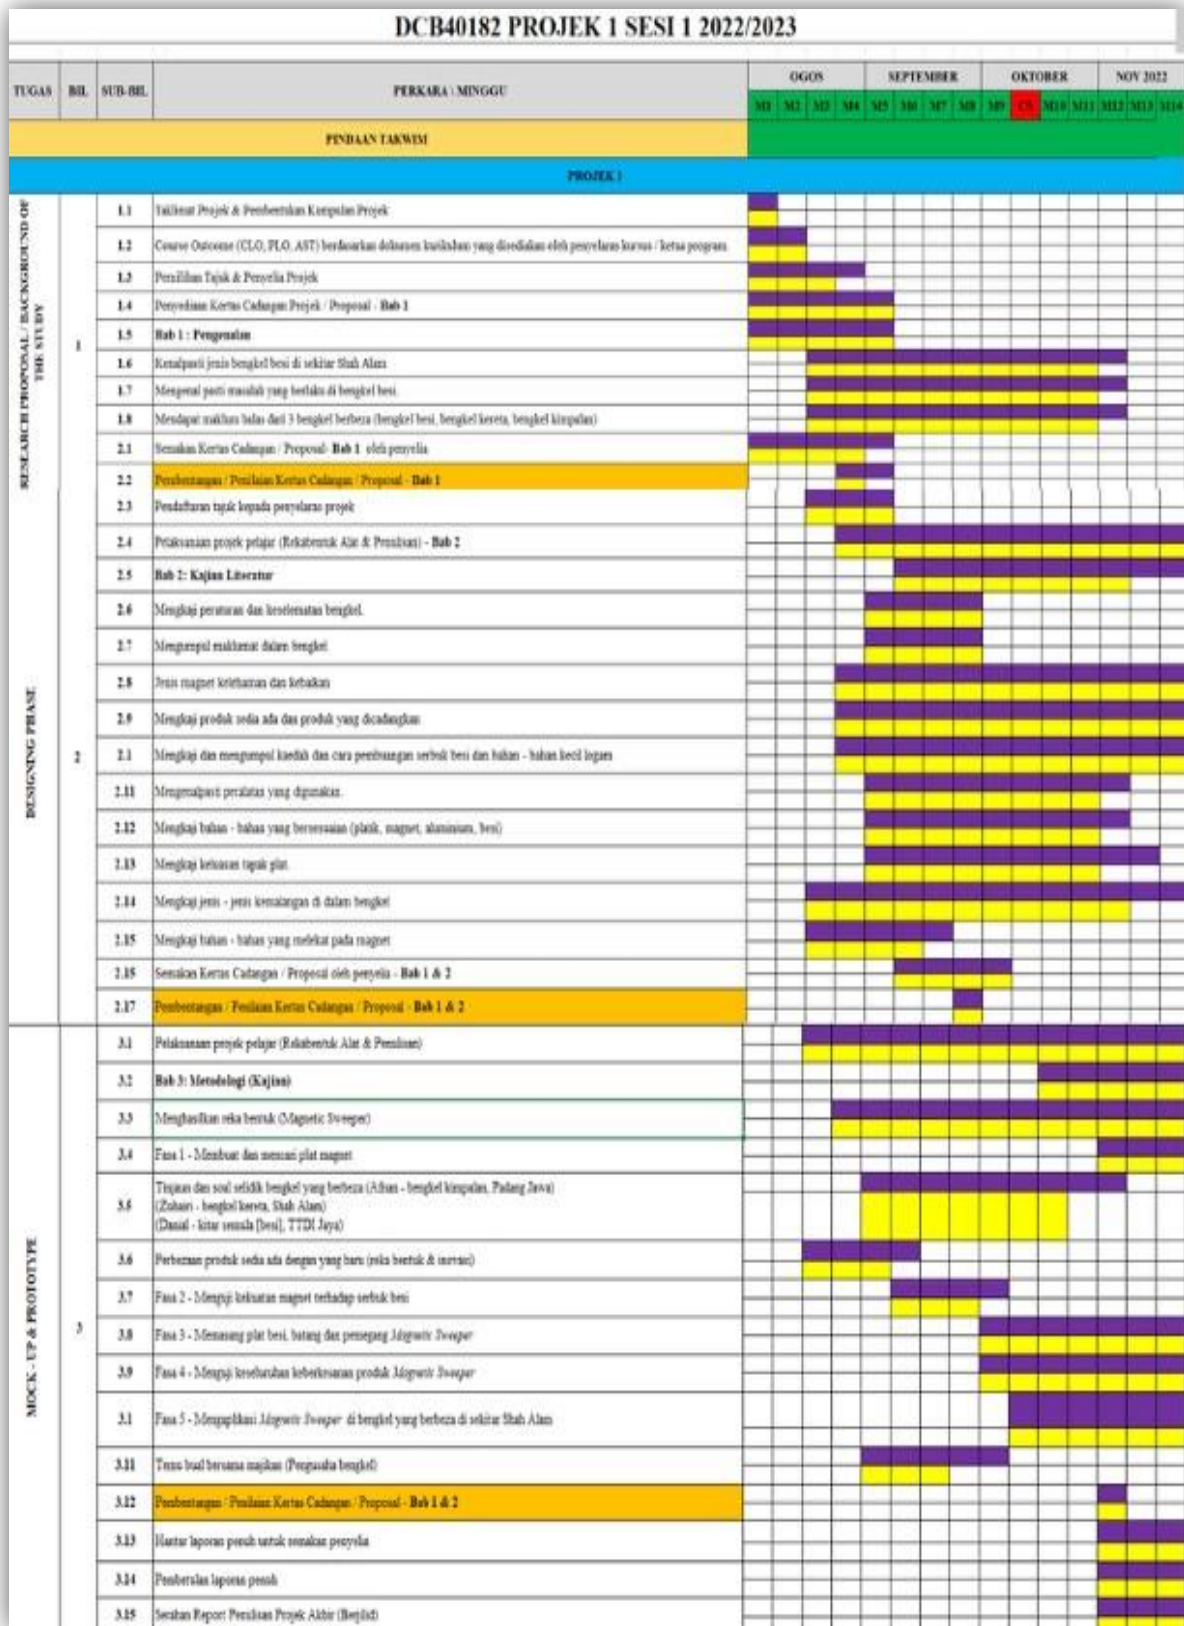 DCB40182 PROJEK 1 SESI 1 2022/2023
TUGAS BIL SUB-BIL PERKARA \ MINGGU OGOS SEPTEMBER OKTOBER NOV 2022
M1 M2 M3 M4 M5 M6 M7 M8 M9 M10 M11 M12 M13 M14
PINDAAN TAKWIM
PROJEK 1
RESEARCH PROPOSAL / BACKGROUND OF
THE STUDY
1
1.1 Taklimat Projek & Pembentukan Kumpulan Projek
1.2 Course Outcome (CLO, PLO, AST) berdasarkan dokumen kurikulum yang disediakan oleh penyelaras kursus / ketua program
1.3 Pemilihan Tajuk & Penyelia Projek
1.4 Penyediaan Kertas Cadangan Projek / Proposal - Bab 1
1.5 Bab 1 : Pengenalan
1.6 Kenalpasti jenis bengkel besi di sekitar Shah Alam
1.7 Mengenal pasti masalah yang berlaku di bengkel besi.
1.8 Mendapat maklum balas dari 3 bengkel berbeza (bengkel besi, bengkel kereta, bengkel kimpalan)
2.1 Semakan Kertas Cadangan / Proposal- Bab 1 oleh penyelia
2.2 Pembentangan / Penilaian Kertas Cadangan / Proposal - Bab 1
DESIGNING PHASE
2
2.3 Pendaftaran tajuk kepada penyelaras projek
2.4 Pelaksanaan projek pelajar (Rekabentuk Alat & Penulisan) - Bab 2
2.5 Bab 2: Kajian Literatur
2.6 Mengkaji peraturan dan keselamatan bengkel.
2.7 Mengumpul maklumat dalam bengkel
2.8 Jenis magnet kelebaman dan kebaikan
2.9 Mengkaji produk sedia ada dan produk yang dicadangkan
2.1 Mengkaji dan mengumpul kaedah dan cara pembuangan serbuk besi dan bahan - bahan kecil logam
2.11 Mengenalpasti peralatan yang digunakan.
2.12 Mengkaji bahan - bahan yang bersesuaian (platik, magnet, aluminium, besi)
2.13 Mengkaji keluasan tapak plat.
2.14 Mengkaji jenis - jenis kemalangan di dalam bengkel
2.15 Mengkaji bahan - bahan yang melekat pada magnet
Semakan Kertas Cadangan / Proposal oleh penyelia - Bab 1 & 2
2.17 Pembentangan / Penilaian Kertas Cadangan / Proposal - Bab 1 & 2
MOCK - UP & PROTOTYPE
3
3.1 Pelaksanaan projek pelajar (Rekabentuk Alat & Penulisan)
3.2 Bab 3: Metodologi (Kajian)
3.3 Menghasilkan reka bentuk (Magnetic Sweeper)
3.4 Fasa 1 - Membuat dan mencari plat magnet
3.5 Tinjaun dan soal selidik bengkel yang berbeza (Afnan - bengkel kimpalan, Padang Jawa)
(Zuhairi - bengkel kereta, Shah Alam)
(Danial - kitar semula [besi], TTDI Jaya)
3.6 Perbezaan produk sedia ada dengan yang baru (reka bentuk & inovasi)
3.7 Fasa 2 - Menguji kekuatan magnet terhadap serbuk besi
3.8 Fasa 3 - Memasang plat besi, batang dan pemegang Magnetic Sweeper
3.9 Fasa 4 - Menguji keseluruhan keberkesanan produk Magnetic Sweeper
3.1 Fasa 5 - Mengaplikasi Magnetic Sweeper di bengkel yang berbeza di sekitar Shah Alam
3.11 Temu bual bersama majikan (Pengusaha bengkel)
3.12 Pembentangan / Penilaian Kertas Cadangan / Proposal - Bab 1 & 2
3.13 Hantar laporan penuh untuk semakan penyelia
3.14 Pembetulan laporan penuh
3.15 Serahan Report Penulisan Projek Akhir (Berjilid)